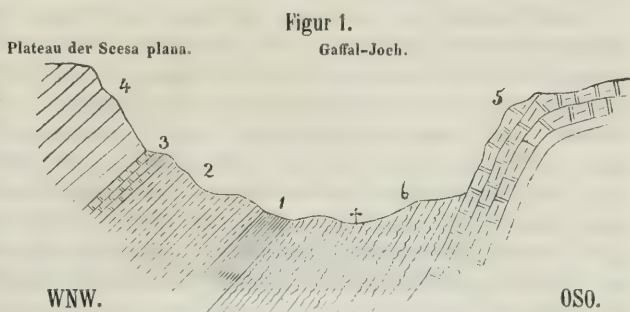 Figur 1.
Plateau der Scesa plana. Gaffal-Joch.
4
5
3
2
6
1
†
WNW. OSO.